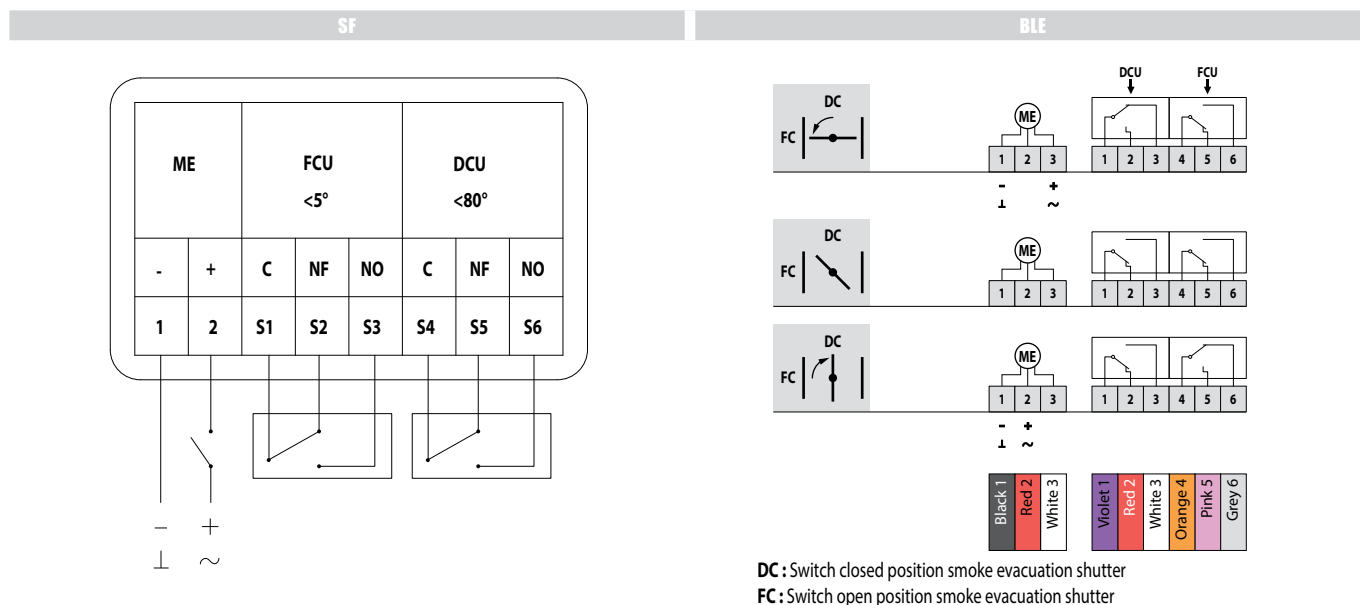 SF
ME FCU DCU
<5° <80°
- + C NF NO C NF NO
1 2 S1 S2 S3 S4 S5 S6
- +
⊥ ~
BLE
DCU FCU
DC
FC
ME
1 2 3 1 2 3 4 5 6
- +
⊥ ~
DC
FC
ME
1 2 3 1 2 3 4 5 6
DC
FC
ME
1 2 3 1 2 3 4 5 6
- +
⊥ ~
Black 1
Red 2
White 3
Violet 1
Red 2
White 3
Orange 4
Pink 5
Grey 6
DC : Switch closed position smoke evacuation shutter
FC : Switch open position smoke evacuation shutter